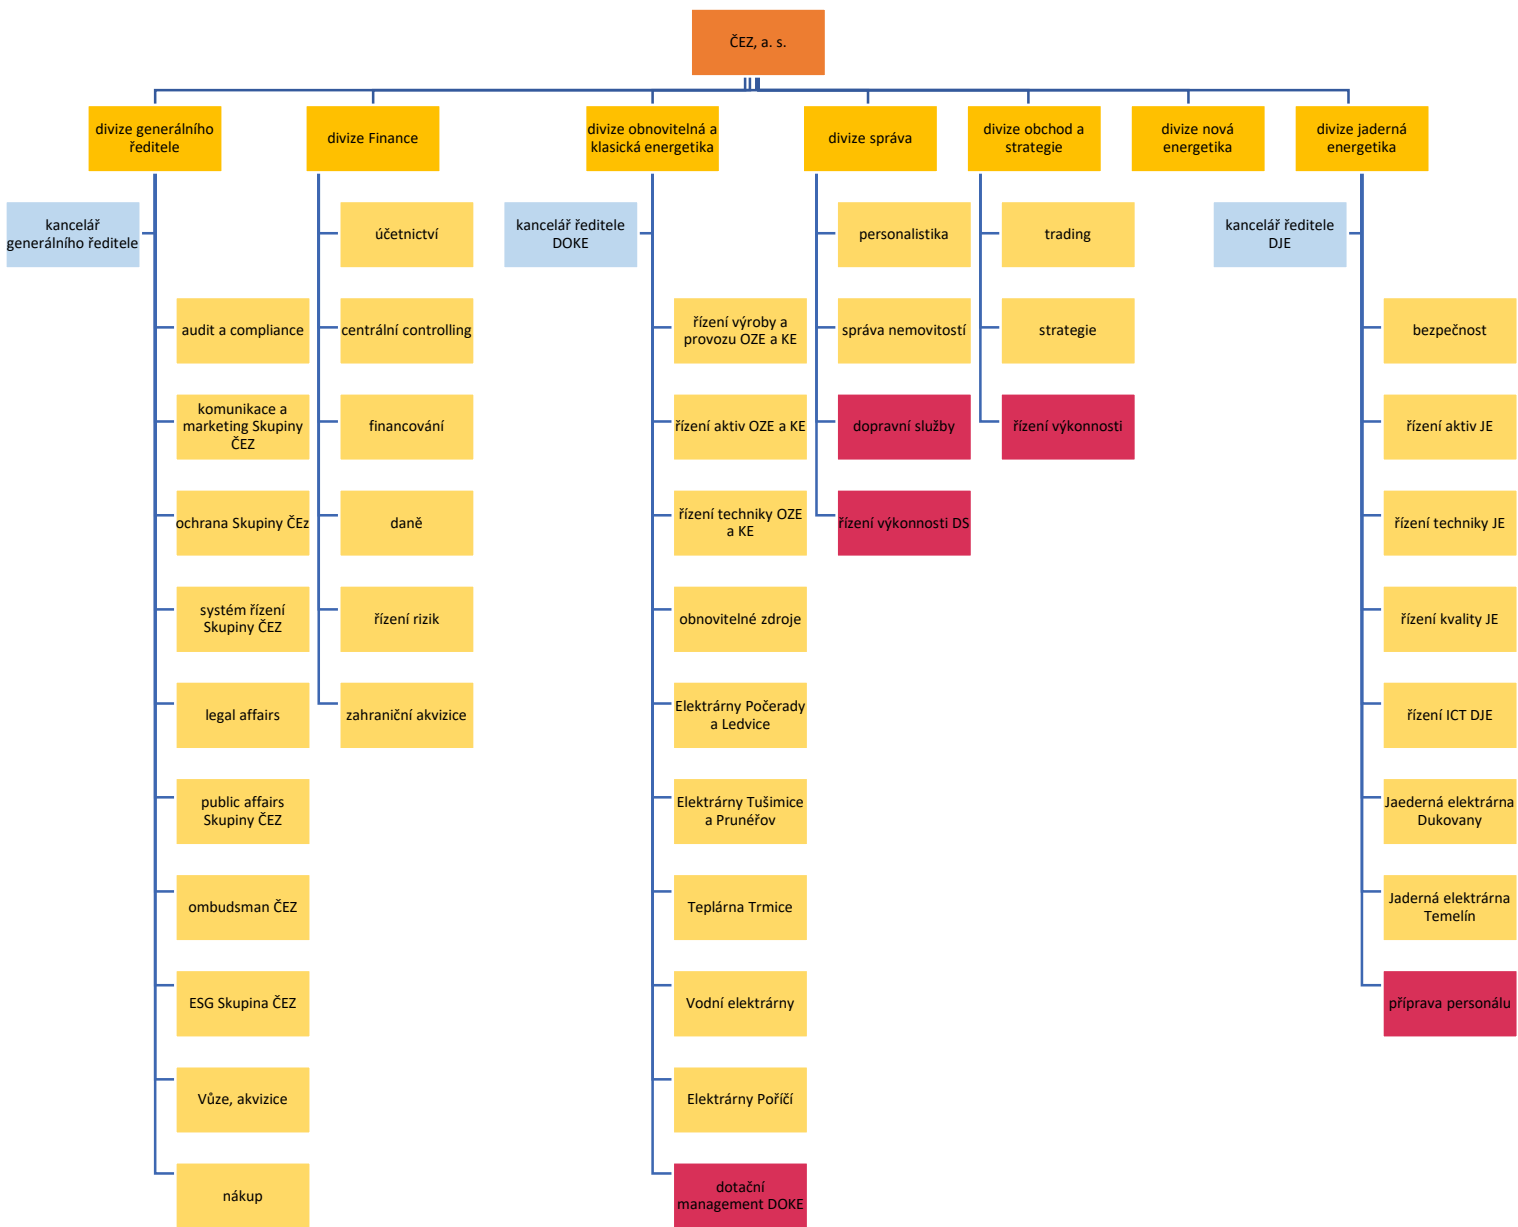 ČEZ, a. s.
divize generálního
ředitele
divize Finance
divize obnovitelná a
klasická energetika
divize správa
divize obchod a
strategie
divize nová
energetika
divize jaderná
energetika
kancelář
generálního ředitele
účetnictví
kancelář ředitele
DOKE
personalistika
trading
kancelář ředitele
DJE
audit a compliance
centrální controlling
řízení výroby a
provozu OZE a KE
správa nemovitostí
strategie
bezpečnost
komunikace a
marketing Skupiny
ČEZ
financování
řízení aktiv OZE a KE
dopravní služby
řízení výkonnosti
řízení aktiv JE
ochrana Skupiny ČEz
daně
řízení techniky OZE
a KE
řízení výkonnosti DS
řízení techniky JE
systém řízení
Skupiny ČEZ
řízení rizik
obnovitelné zdroje
řízení kvality JE
legal affairs
zahraniční akvizice
Elektrárny Počerady
a Ledvice
řízení ICT DJE
public affairs
Skupiny ČEZ
Elektrárny Tušimice
a Prunéřov
Jaederná elektrárna
Dukovany
ombudsman ČEZ
Teplárna Trmice
Jaderná elektrárna
Temelín
ESG Skupina ČEZ
Vodní elektrárny
příprava personálu
Vůze, akvizice
Elektrárny Poříčí
nákup
dotační
management DOKE